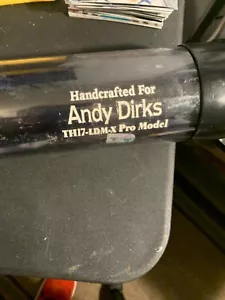 Handcrafted For
Andy Dirks
TH17-LDM-X Pro Model